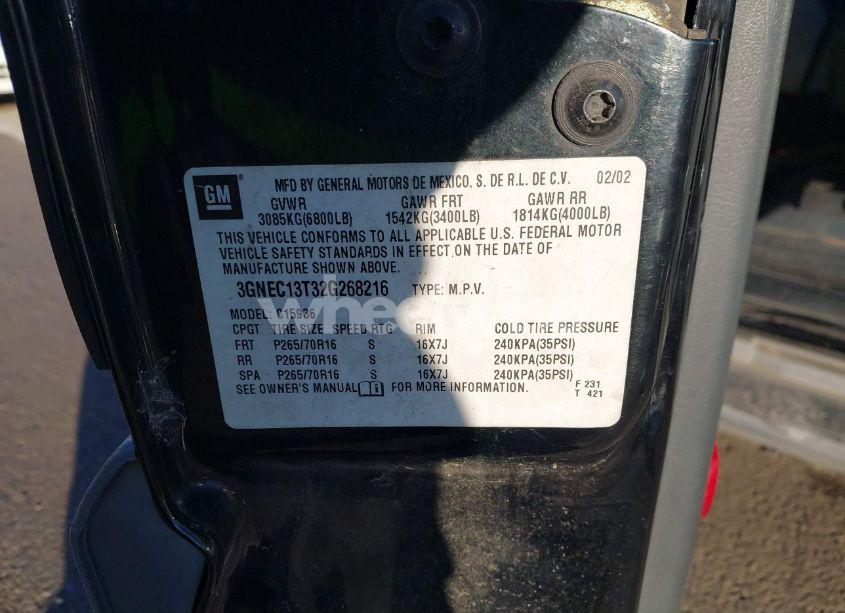 GM
MFD BY GENERAL MOTORS DE MEXICO, S. DE R.L. DE C.V. 02/02
GVWR GAWR FRT GAWR RR
3085KG(6800LB) 1542KG(3400LB) 1814KG(4000LB)
THIS VEHICLE CONFORMS TO ALL APPLICABLE U.S. FEDERAL MOTOR
VEHICLE SAFETY STANDARDS IN EFFECT ON THE DATE OF
MANUFACTURE SHOWN ABOVE.
3GNEC13T32G268216 TYPE: M.P.V.
MODEL: C15936
CPGT TIRE SIZE SPEED RTG RIM COLD TIRE PRESSURE
FRT P265/70R16 S 16X7J 240KPA(35PSI)
RR P265/70R16 S 16X7J 240KPA(35PSI)
SPA P265/70R16 S 16X7J 240KPA(35PSI)
SEE OWNER'S MANUAL FOR MORE INFORMATION.
F 231
T 421